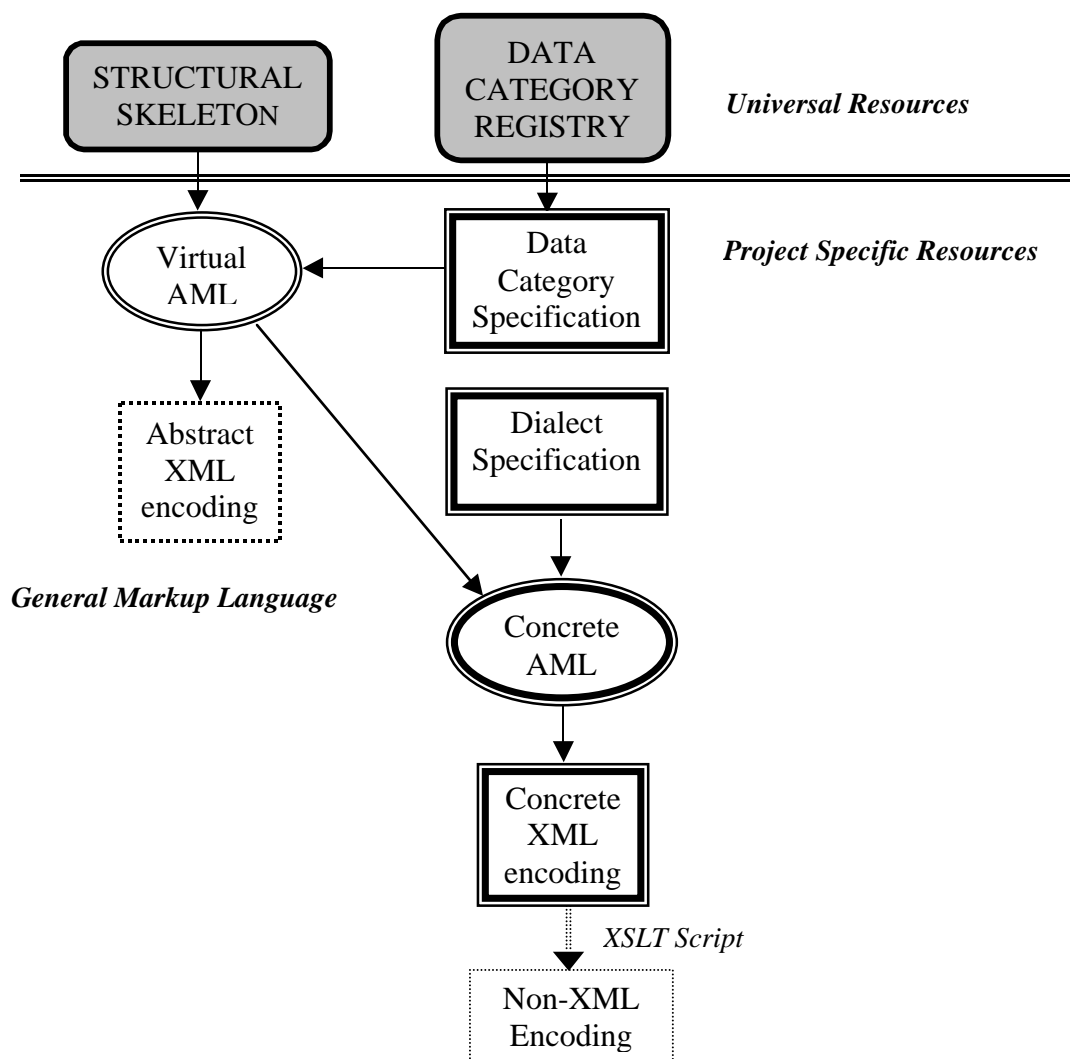 STRUCTURAL
SKELETON
DATA
CATEGORY
REGISTRY
Universal Resources
Virtual
AML
Data
Category
Specification
Project Specific Resources
Abstract
XML
encoding
Dialect
Specification
General Markup Language
Concrete
AML
Concrete
XML
encoding
XSLT Script
Non-XML
Encoding